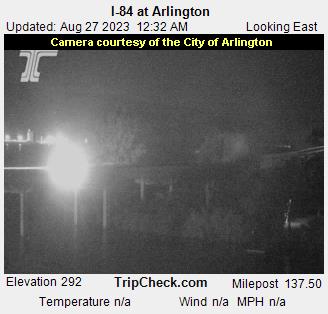 I-84 at Arlington
Updated: Aug 27 2023 12:32 AM Looking East
Camera courtesy of the City of Arlington
Elevation 292 TripCheck.com Milepost 137.50
Temperature n/a Wind n/a MPH n/a